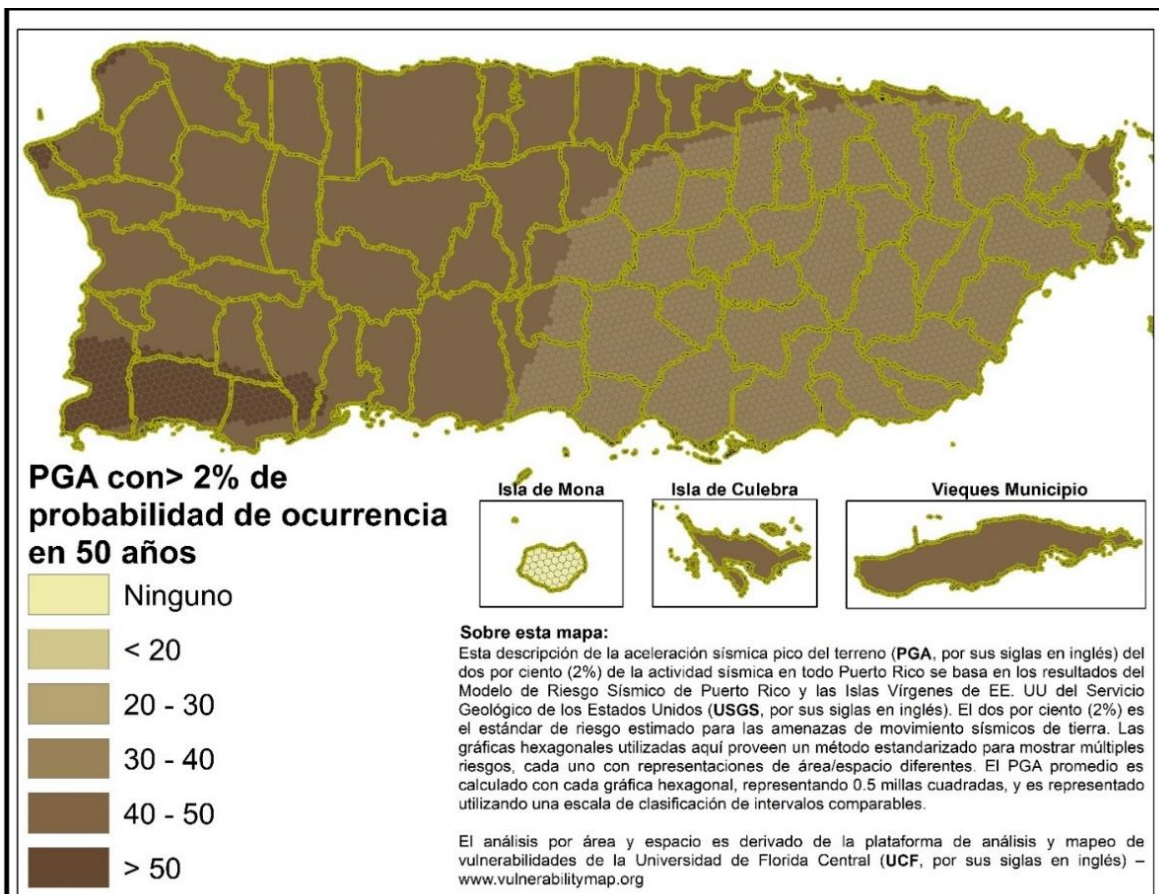 PGA con> 2% de
probabilidad de ocurrencia
en 50 años
Ninguno
< 20
20 - 30
30 - 40
40 - 50
> 50
Isla de Mona
Isla de Culebra
Vieques Municipio
Sobre esta mapa:
Esta descripción de la aceleración sísmica pico del terreno (PGA, por sus siglas en inglés) del
dos por ciento (2%) de la actividad sísmica en todo Puerto Rico se basa en los resultados del
Modelo de Riesgo Sísmico de Puerto Rico y las Islas Vírgenes de EE. UU del Servicio
Geológico de los Estados Unidos (USGS, por sus siglas en inglés). El dos por ciento (2%) es
el estándar de riesgo estimado para las amenazas de movimiento sísmicos de tierra. Las
gráficas hexagonales utilizadas aquí proveen un método estandarizado para mostrar múltiples
riesgos, cada uno con representaciones de área/espacio diferentes. El PGA promedio es
calculado con cada gráfica hexagonal, representando 0.5 millas cuadradas, y es representado
utilizando una escala de clasificación de intervalos comparables.
El análisis por área y espacio es derivado de la plataforma de análisis y mapeo de
vulnerabilidades de la Universidad de Florida Central (UCF, por sus siglas en inglés) –
www.vulnerabilitymap.org